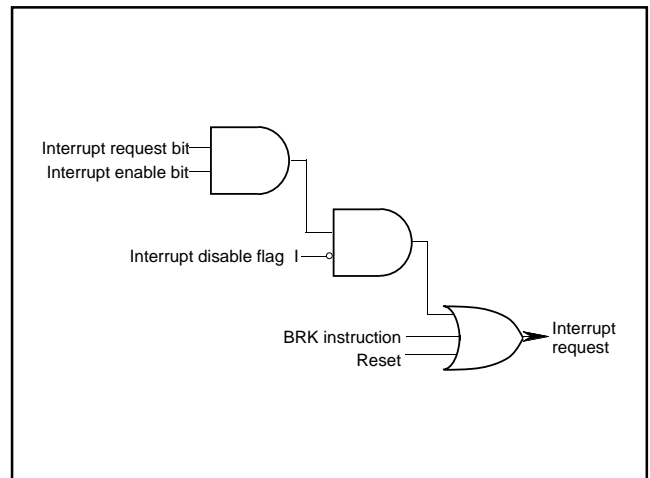 Interrupt request bit
Interrupt enable bit
Interrupt disable flag I
BRK instruction
Reset
Interrupt
request